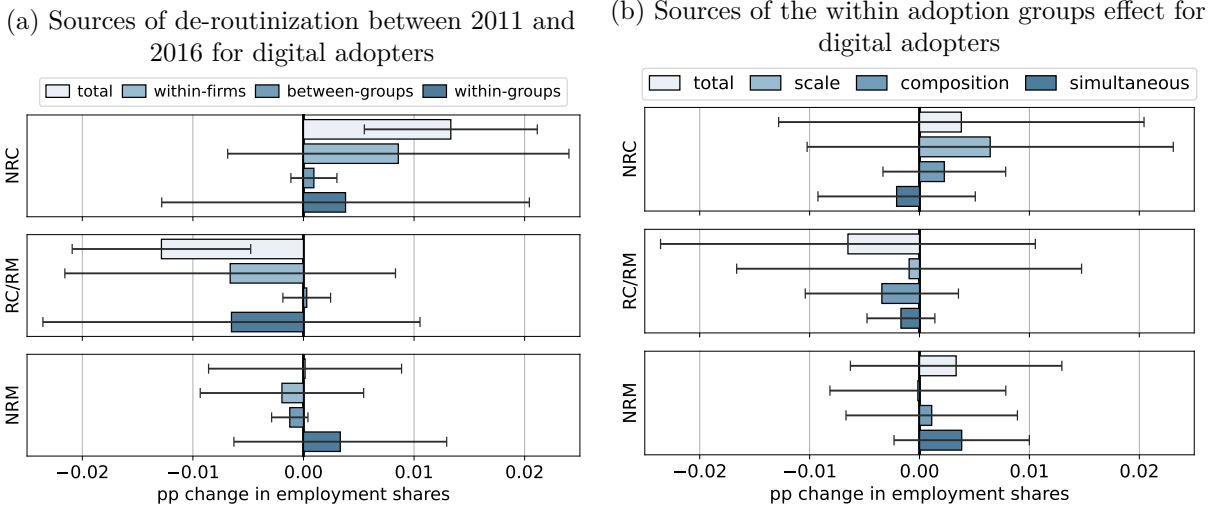 (a) Sources of de-routinization between 2011 and
2016 for digital adopters
total within-firms between-groups within-groups
NRC
RC/RM
NRM
−0.02 −0.01 0.00 0.01 0.02
pp change in employment shares
(b) Sources of the within adoption groups effect for
digital adopters
total scale composition simultaneous
NRC
RC/RM
NRM
−0.02 −0.01 0.00 0.01 0.02
pp change in employment shares